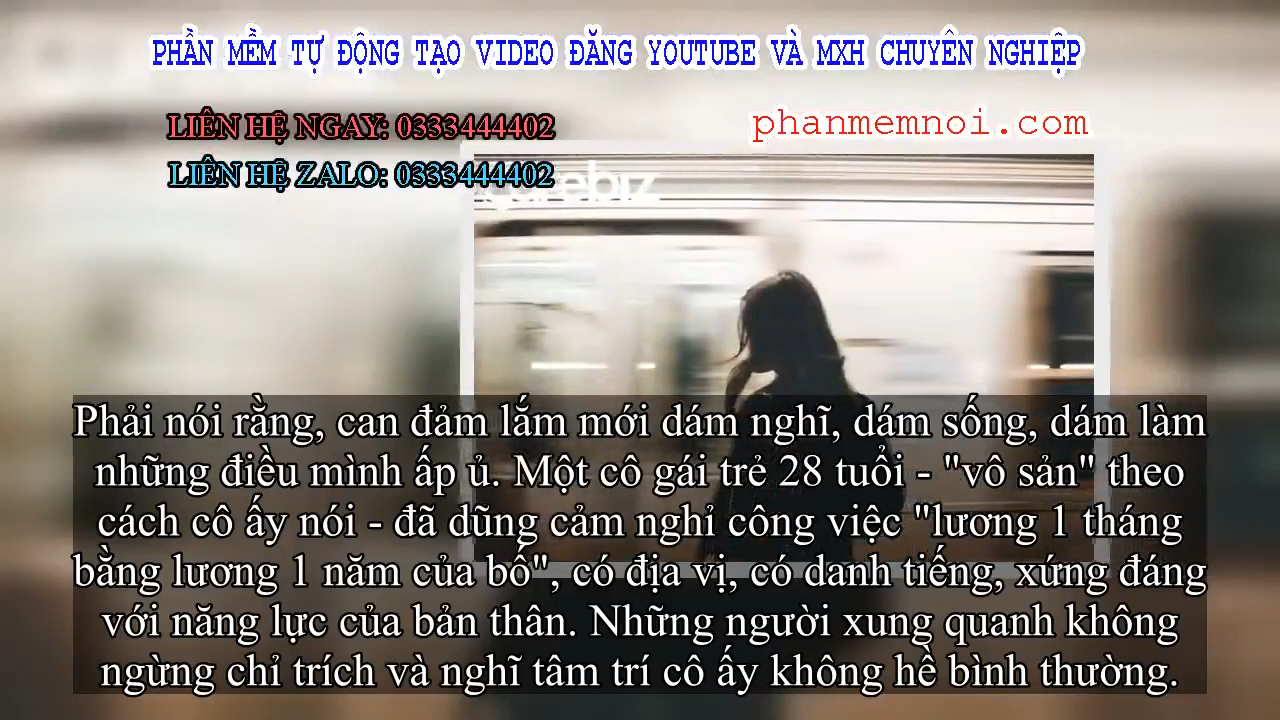 PHẦN MỀM TỰ ĐỘNG TẠO VIDEO ĐĂNG YOUTUBE VÀ MXH CHUYÊN NGHIỆP
LIÊN HỆ NGAY: 0333444402
phanmemnoi.com
LIÊN HỆ ZALO: 0333444402
Phải nói rằng, can đảm lắm mới dám nghĩ, dám sống, dám làm
những điều mình ấp ủ. Một cô gái trẻ 28 tuổi - "vô sản" theo
cách cô ấy nói - đã dũng cảm nghỉ công việc "lương 1 tháng
bằng lương 1 năm của bố", có địa vị, có danh tiếng, xứng đáng
với năng lực của bản thân. Những người xung quanh không
ngừng chỉ trích và nghĩ tâm trí cô ấy không hề bình thường.